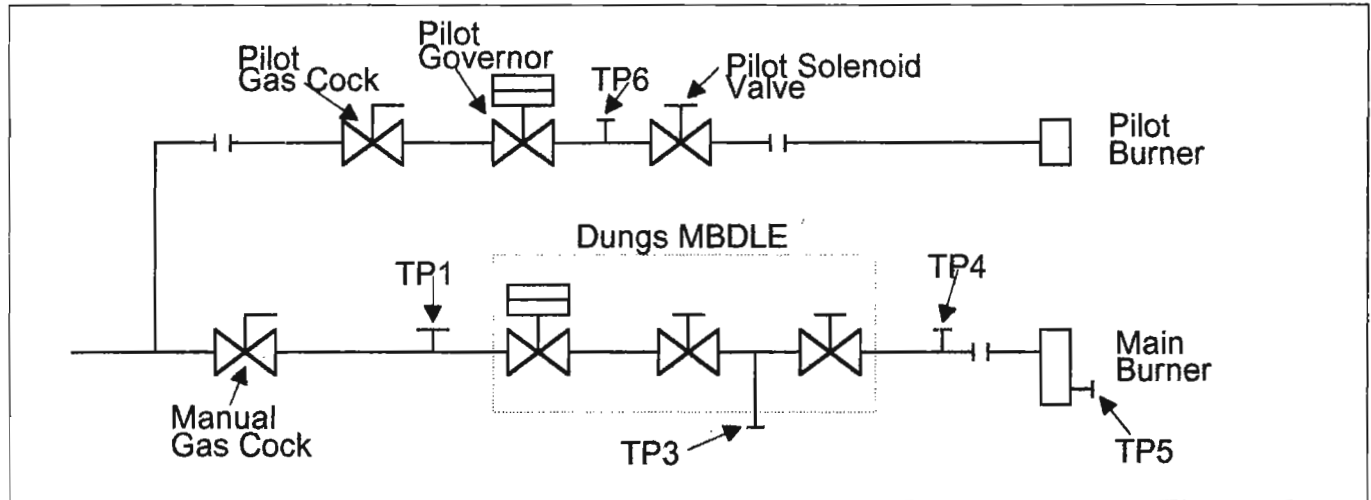 Pilot
Gas Cock
Pilot
Governor
TP6
Pilot Solenoid
Valve
Pilot
Burner
Dungs MBDLE
TP1
TP4
Main
Burner
Manual
Gas Cock
TP3
TP5